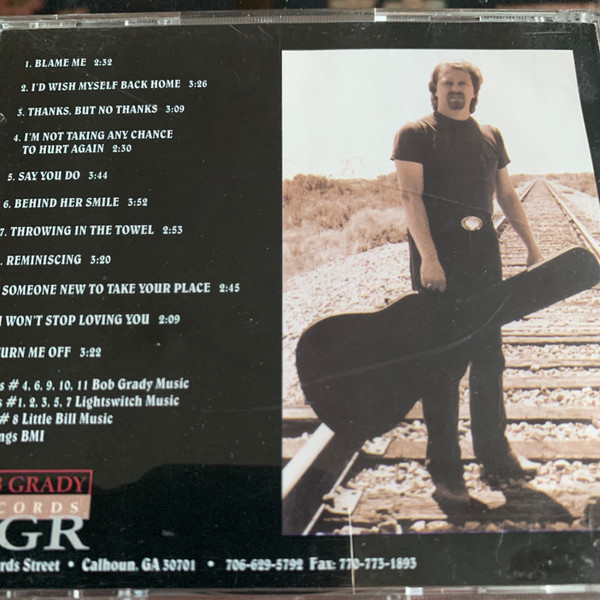 1. BLAME ME 2:32
2. I'D WISH MYSELF BACK HOME 3:26
3. THANKS, BUT NO THANKS 3:09
4. I'M NOT TAKING ANY CHANCE
TO HURT AGAIN 2:30
5. SAY YOU DO 3:44
6. BEHIND HER SMILE 3:52
7. THROWING IN THE TOWEL 2:53
. REMINISCING 3:20
SOMEONE NEW TO TAKE YOUR PLACE 2:45
I WON'T STOP LOVING YOU 2:09
URN ME OFF 3:22
s # 4, 6, 9, 10, 11 Bob Grady Music
s #1, 2, 3, 5, 7 Lightswitch Music
# 8 Little Bill Music
ngs BMI
B GRADY
CORDS
GR
rds Street • Calhoun, GA 30701 • 706-629-5792 Fax: 770-773-1893